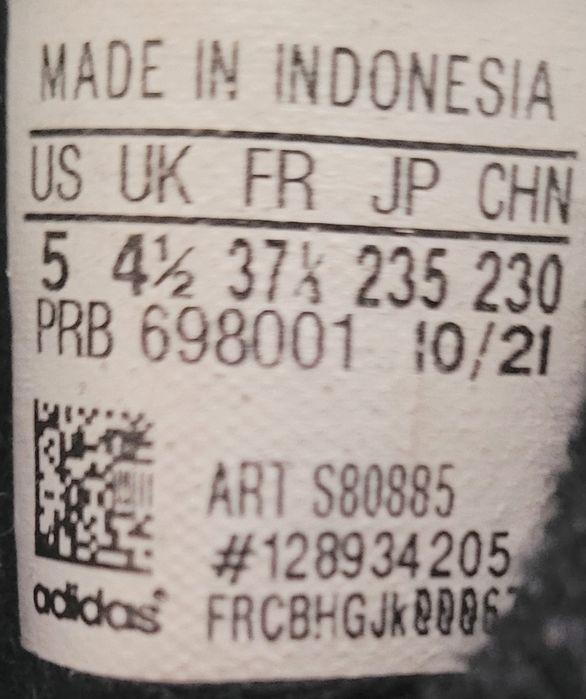 MADE IN INDONESIA
US UK FR JP CHN
5 4½ 37⅓ 235 230
PRB 698001 10/21
ART S80885
#128934205
adidas